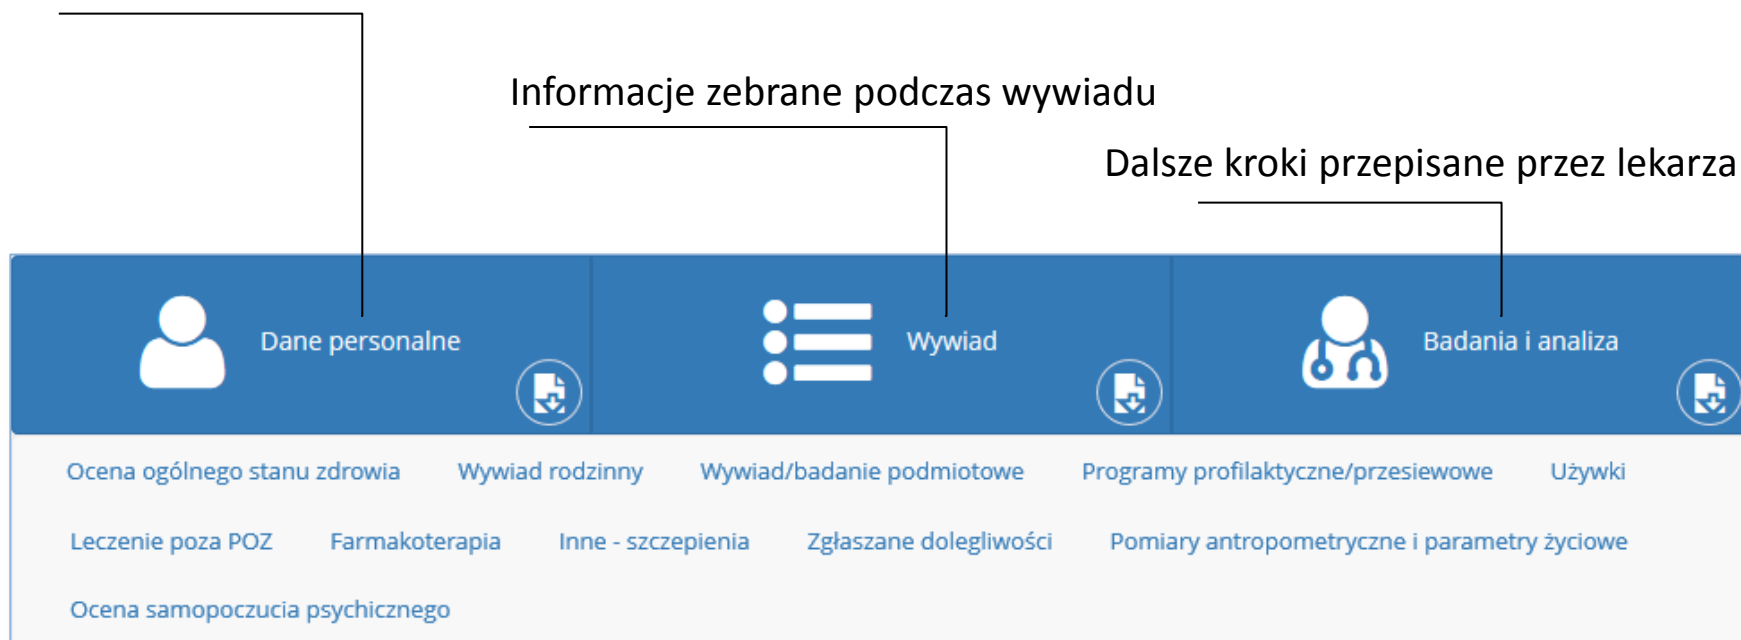 Informacje zebrane podczas wywiadu
Dalsze kroki przepisane przez lekarza
Dane personalne
Wywiad
Badania i analiza
Ocena ogólnego stanu zdrowia Wywiad rodzinny Wywiad/badanie podmiotowe Programy profilaktyczne/przesiewowe Używki
Leczenie poza POZ Farmakoterapia Inne - szczepienia Zgłaszane dolegliwości Pomiary antropometryczne i parametry życiowe
Ocena samopoczucia psychicznego